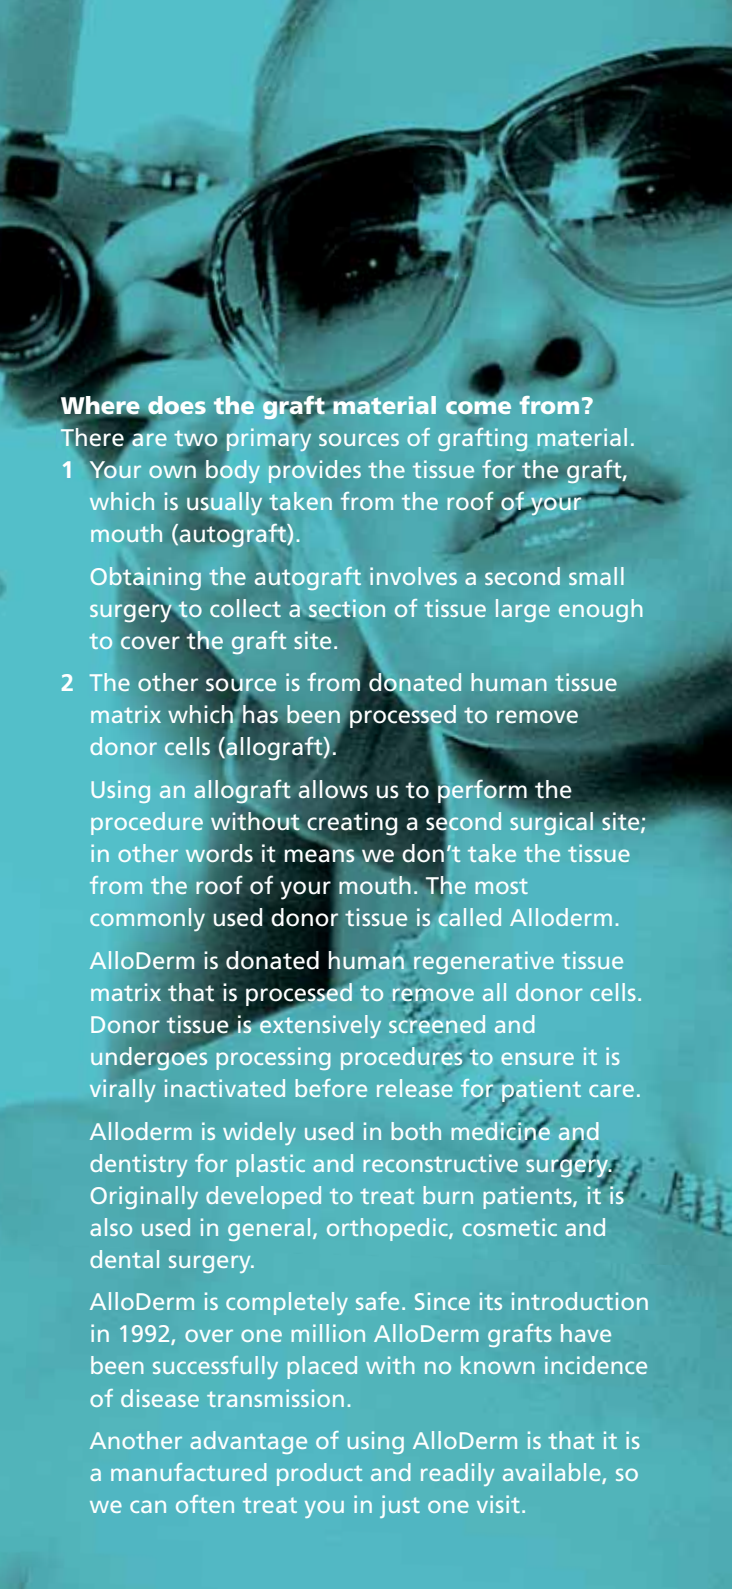 Where does the graft material come from?
There are two primary sources of grafting material.
1 Your own body provides the tissue for the graft,
which is usually taken from the roof of your
mouth (autograft).
Obtaining the autograft involves a second small
surgery to collect a section of tissue large enough
to cover the graft site.
2 The other source is from donated human tissue
matrix which has been processed to remove
donor cells (allograft).
Using an allograft allows us to perform the
procedure without creating a second surgical site;
in other words it means we don’t take the tissue
from the roof of your mouth. The most
commonly used donor tissue is called Alloderm.
AlloDerm is donated human regenerative tissue
matrix that is processed to remove all donor cells.
Donor tissue is extensively screened and
undergoes processing procedures to ensure it is
virally inactivated before release for patient care.
Alloderm is widely used in both medicine and
dentistry for plastic and reconstructive surgery.
Originally developed to treat burn patients, it is
also used in general, orthopedic, cosmetic and
dental surgery.
AlloDerm is completely safe. Since its introduction
in 1992, over one million AlloDerm grafts have
been successfully placed with no known incidence
of disease transmission.
Another advantage of using AlloDerm is that it is
a manufactured product and readily available, so
we can often treat you in just one visit.